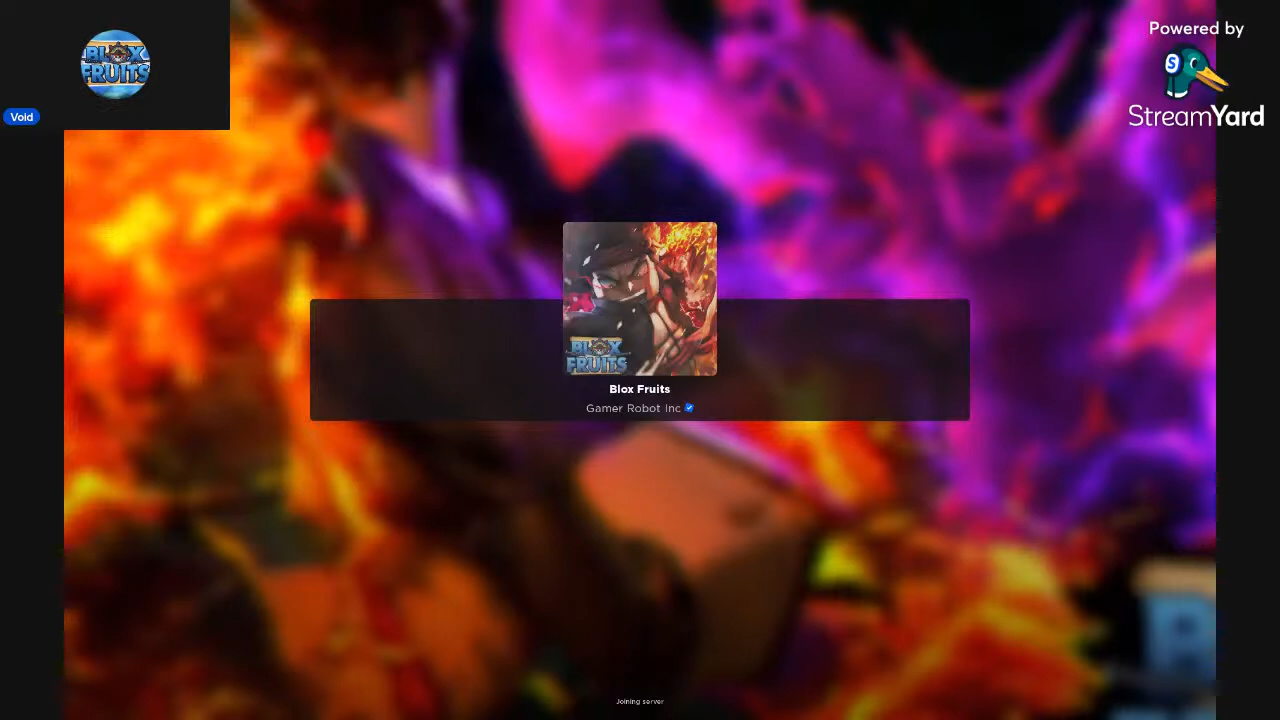 BLOX
FRUITS
Void
Powered by
StreamYard
BLOX
FRUITS
Blox Fruits
Gamer Robot Inc
Joining server